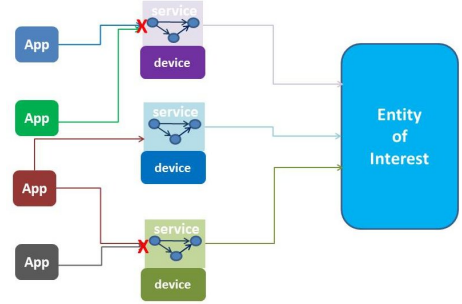 service
App
device
App
service
Entity
of
Interest
device
App
service
App
device